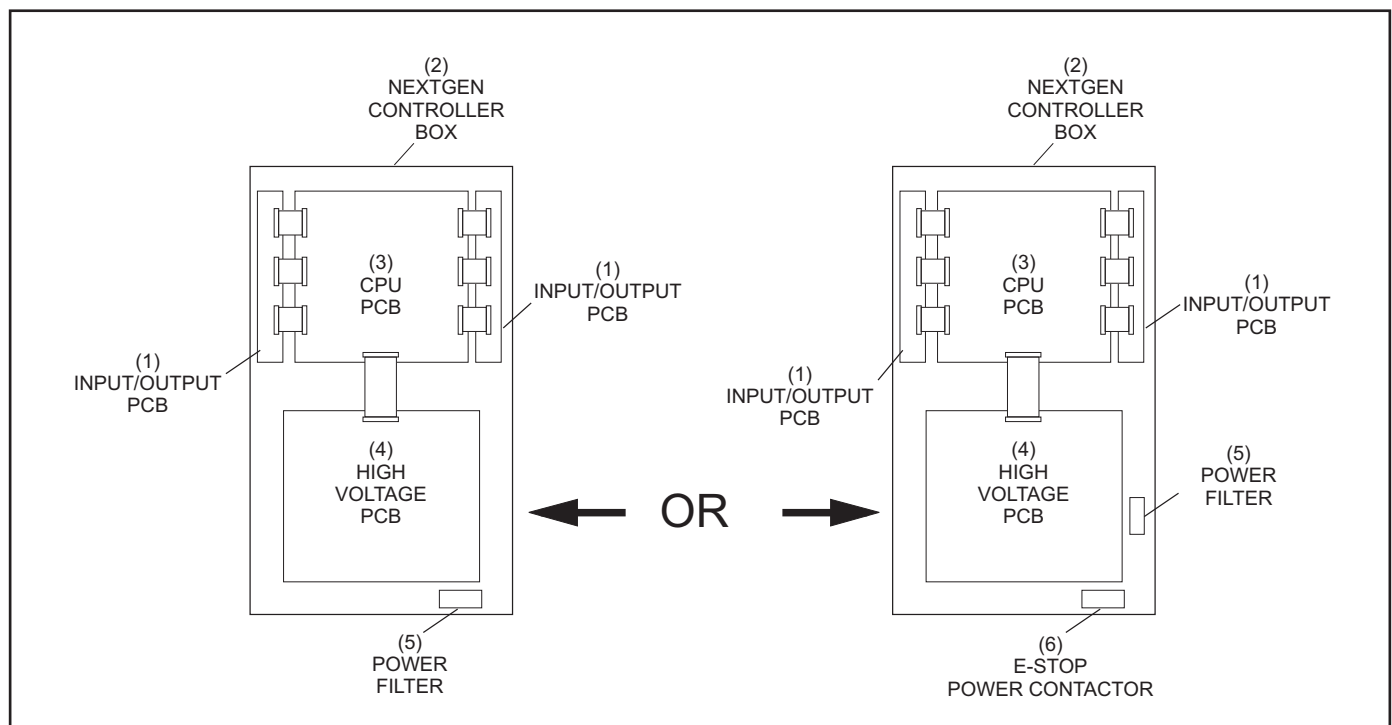 (2)
NEXTGEN
CONTROLLER
BOX
(3)
CPU
PCB
(1)
INPUT/OUTPUT
PCB
(1)
INPUT/OUTPUT
PCB
(4)
HIGH
VOLTAGE
PCB
(5)
POWER
FILTER
OR
(2)
NEXTGEN
CONTROLLER
BOX
(3)
CPU
PCB
(1)
INPUT/OUTPUT
PCB
(1)
INPUT/OUTPUT
PCB
(4)
HIGH
VOLTAGE
PCB
(5)
POWER
FILTER
(6)
E-STOP
POWER CONTACTOR